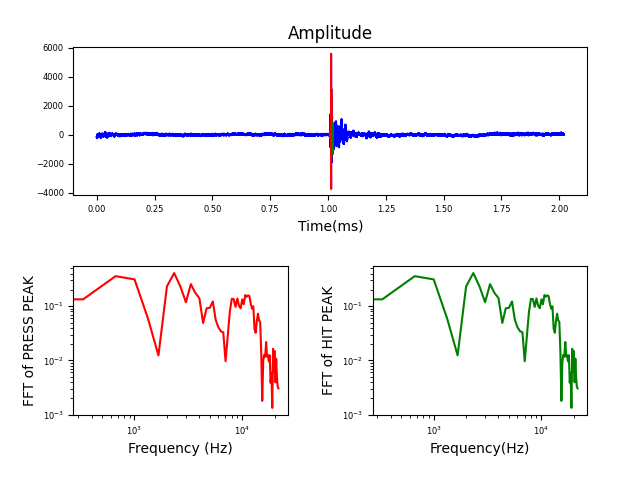 Amplitude
6000
4000
2000
0
−2000
−4000
0.00 0.25 0.50 0.75 1.00 1.25 1.50 1.75 2.00
Time(ms)
FFT of PRESS PEAK
10⁻¹
10⁻²
10⁻³
10³ 10⁴
Frequency (Hz)
FFT of HIT PEAK
10⁻¹
10⁻²
10⁻³
10³ 10⁴
Frequency(Hz)